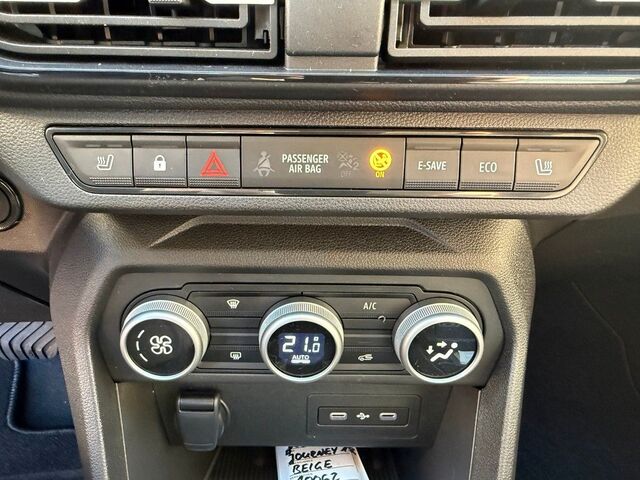 PASSENGER
AIR BAG
OFF
ON
E-SAVE
ECO
A/C
21.0
AUTO
JOURNEY
BEIGE